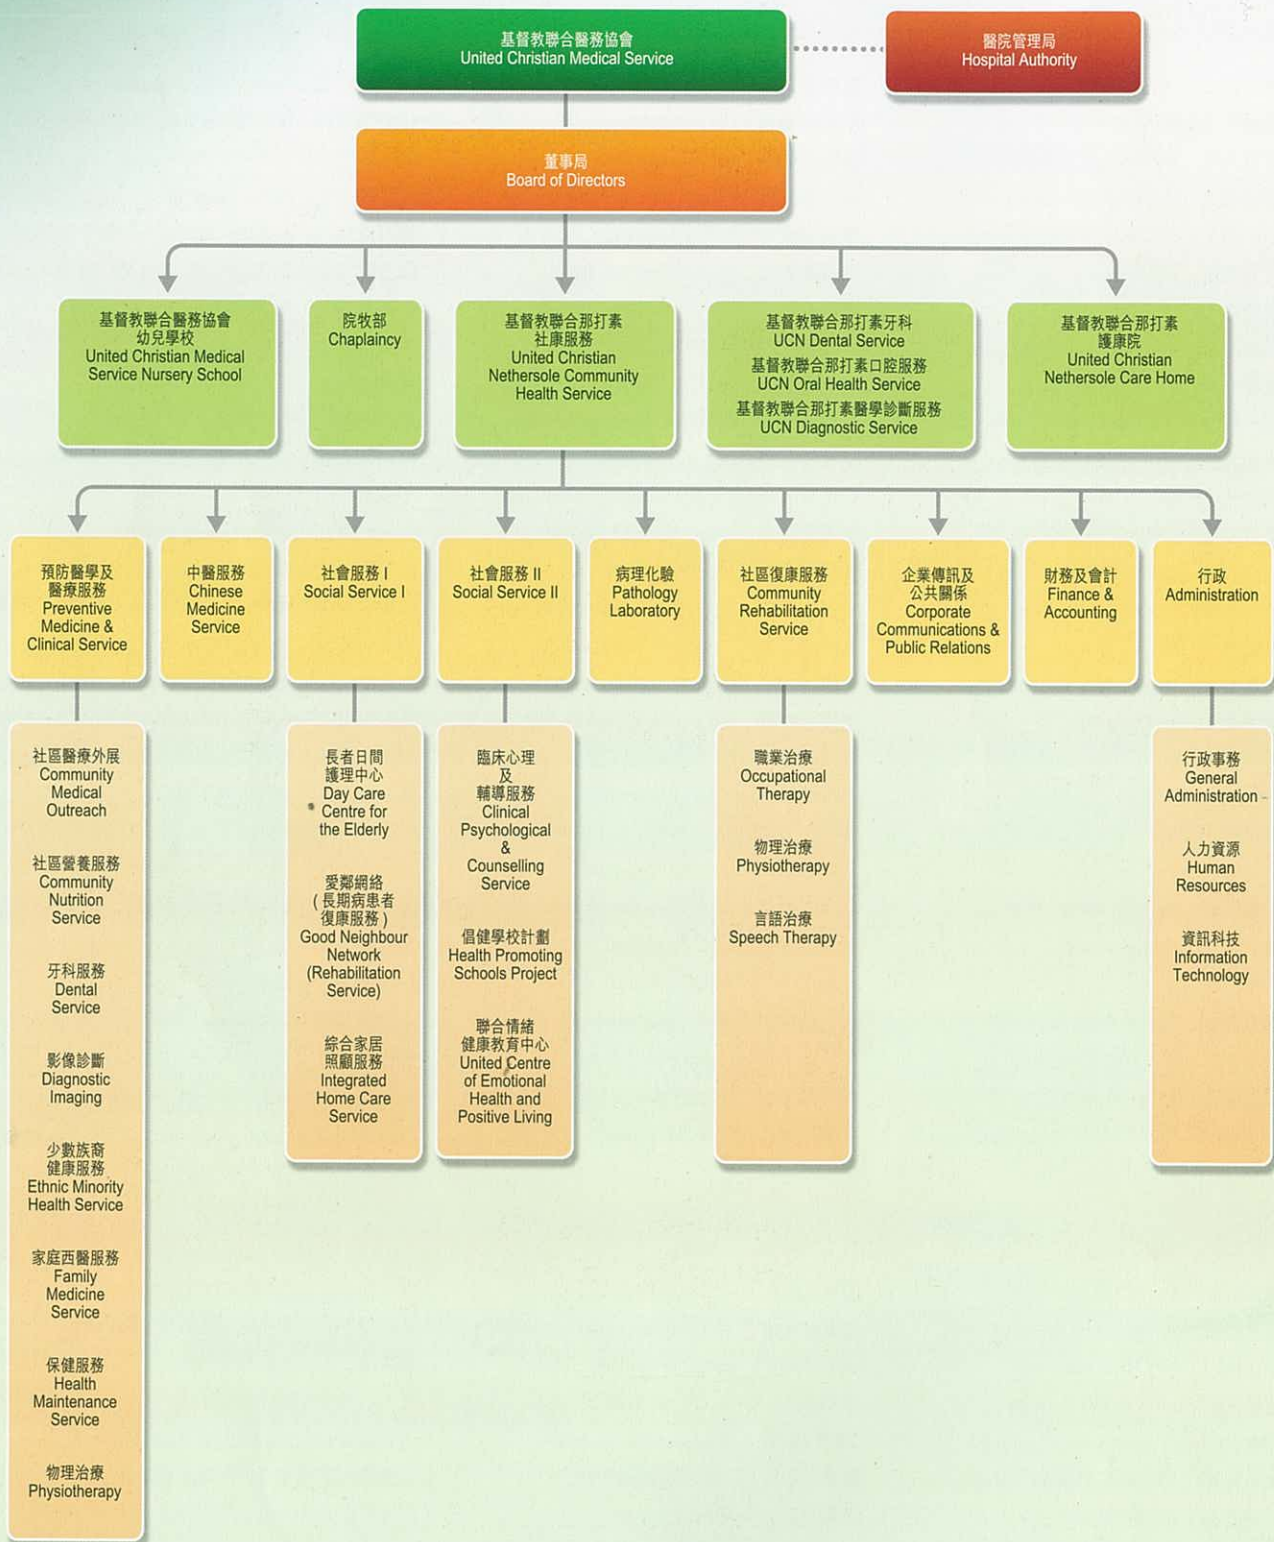 基督教聯合醫務協會
United Christian Medical Service
醫院管理局
Hospital Authority
董事局
Board of Directors
基督教聯合醫務協會
幼兒學校
United Christian Medical
Service Nursery School
院牧部
Chaplaincy
基督教聯合那打素
社康服務
United Christian
Nethersole Community
Health Service
基督教聯合那打素牙科
UCN Dental Service
基督教聯合那打素口腔服務
UCN Oral Health Service
基督教聯合那打素醫學診斷服務
UCN Diagnostic Service
基督教聯合那打素
護康院
United Christian
Nethersole Care Home
預防醫學及
醫療服務
Preventive
Medicine &
Clinical Service
中醫服務
Chinese
Medicine
Service
社會服務 I
Social Service I
社會服務 II
Social Service II
病理化驗
Pathology
Laboratory
社區復康服務
Community
Rehabilitation
Service
企業傳訊及
公共關係
Corporate
Communications &
Public Relations
財務及會計
Finance &
Accounting
行政
Administration
社區醫療外展
Community
Medical
Outreach
社區營養服務
Community
Nutrition
Service
牙科服務
Dental
Service
影像診斷
Diagnostic
Imaging
少數族裔
健康服務
Ethnic Minority
Health Service
家庭西醫服務
Family
Medicine
Service
保健服務
Health
Maintenance
Service
物理治療
Physiotherapy
長者日間
護理中心
Day Care
Centre for
the Elderly
愛鄰網絡
( 長期病患者
復康服務 )
Good Neighbour
Network
(Rehabilitation
Service)
綜合家居
照顧服務
Integrated
Home Care
Service
臨床心理
及
輔導服務
Clinical
Psychological
&
Counselling
Service
倡健學校計劃
Health Promoting
Schools Project
聯合情緒
健康教育中心
United Centre
of Emotional
Health and
Positive Living
職業治療
Occupational
Therapy
物理治療
Physiotherapy
言語治療
Speech Therapy
行政事務
General
Administration
人力資源
Human
Resources
資訊科技
Information
Technology